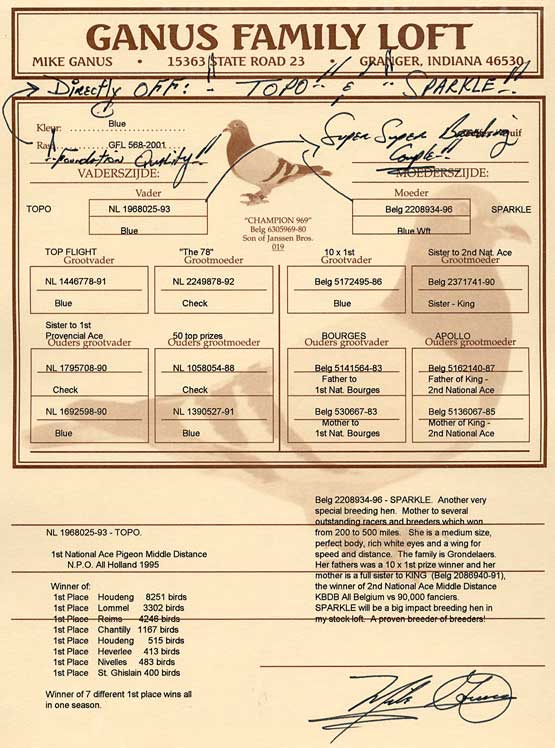 GANUS FAMILY LOFT
MIKE GANUS • 15363 STATE ROAD 23 • GRANGER, INDIANA 46530
Directly OFF: "TOPO"!! & "SPARKLE"!!
Kleur: Blue
GFL 568-2001
"Foundation Quality"!!
Super Super Breeding
Couple"!!
VADERSZIJDE:
MOEDERSZIJDE:
Vader
Moeder
TOPO
NL 1968025-93
Belg 2208934-96
SPARKLE
Blue
Blue Wft
"CHAMPION 969"
Belg 6305969-80
Son of Janssen Bros.
019
TOP FLIGHT
"The 78"
10 x 1st
Sister to 2nd Nat. Ace
Grootvader
Grootmoeder
Grootvader
Grootmoeder
NL 1446778-91
NL 2249878-92
Belg 5172495-86
Belg 2371741-90
Blue
Check
Blue
Sister - King
Sister to 1st
Provencial Ace
50 top prizes
BOURGES
APOLLO
Ouders grootvader
Ouders grootmoeder
Ouders grootvader
Ouders grootmoeder
NL 1795708-90
NL 1058054-88
Belg 5141564-83
Belg 5162140-87
Check
Check
Father to
1st Nat. Bourges
Father of King -
2nd National Ace
NL 1692598-90
NL 1390527-91
Belg 530667-83
Belg 5136067-85
Blue
Blue
Mother to
1st Nat. Bourges
Mother of King -
2nd National Ace
NL 1968025-93 - TOPO.
1st National Ace Pigeon Middle Distance
N.P.O. All Holland 1995
Winner of:
1st Place Houdeng 8251 birds
1st Place Lommel 3302 birds
1st Place Reims 4246 birds
1st Place Chantilly 1167 birds
1st Place Houdeng 515 birds
1st Place Heverlee 413 birds
1st Place Nivelles 483 birds
1st Place St. Ghislain 400 birds
Winner of 7 different 1st place wins all
in one season.
Belg 2208934-96 - SPARKLE. Another very
special breeding hen. Mother to several
outstanding racers and breeders which won
from 200 to 500 miles. She is a medium size,
perfect body, rich white eyes and a wing for
speed and distance. The family is Grondelaers.
Her fathers was a 10 x 1st prize winner and her
mother is a full sister to KING (Belg 2086940-91),
the winner of 2nd National Ace Middle Distance
KBDB All Belgium vs 90,000 fanciers.
SPARKLE will be a big impact breeding hen in
my stock loft. A proven breeder of breeders!
Mike Ganus